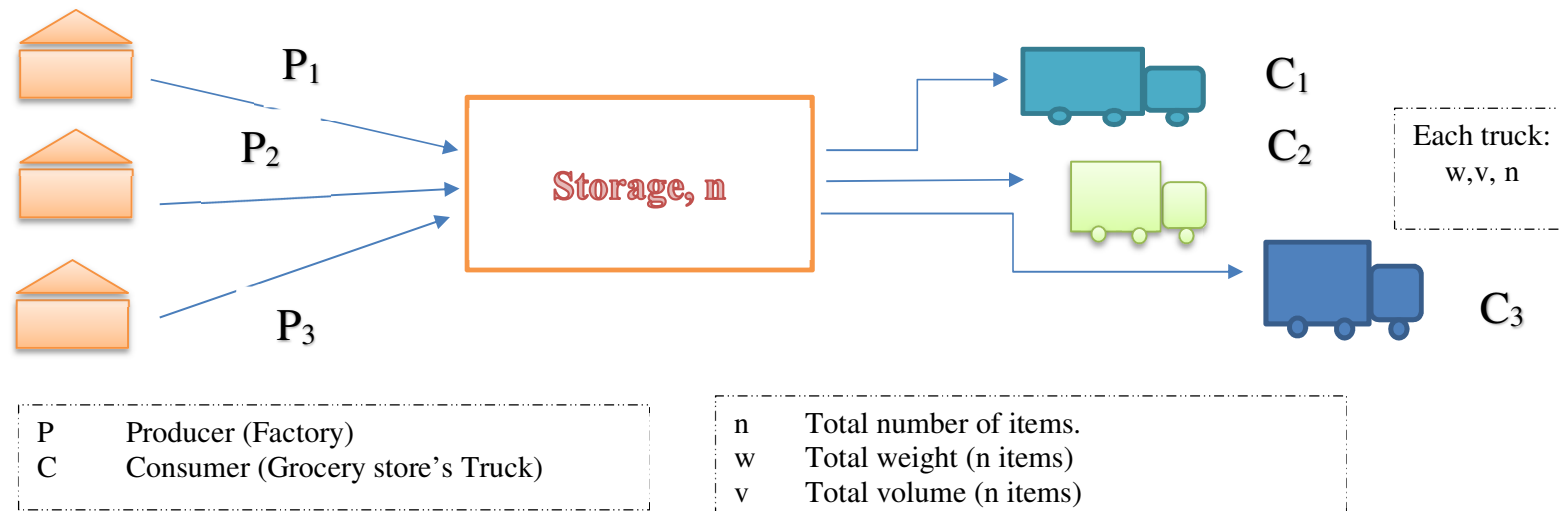 P₁
P₂
P₃
Storage, n
C₁
C₂
C₃
Each truck:
w,v, n
P Producer (Factory)
C Consumer (Grocery store’s Truck)
n Total number of items.
w Total weight (n items)
v Total volume (n items)